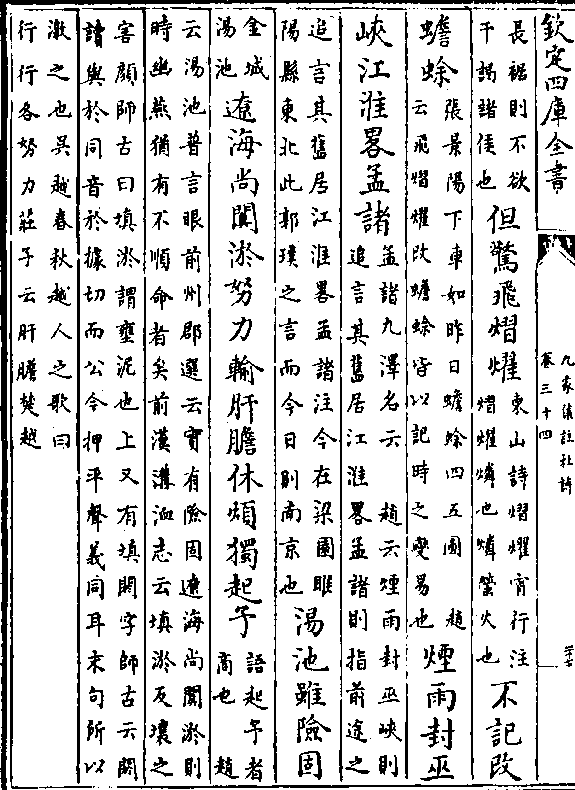 欽定四庫全書
九家集註杜詩
卷三十四
長裾則不欲
干謁諸侯也
但驚飛熠燿
東山詩熠燿宵行注
熠燿燐也燐螢火也
不記改
蟾蜍
張景陽下車如昨日蟾蜍四五圓 趙
云飛熠燿改蟾蜍皆以記時之變易也
煙雨封巫
峽江淮畧孟諸
孟諸九澤名云 趙云煙雨封巫峽則
追言其舊居江淮畧孟諸則指前途之
追言其舊居江淮畧孟諸注今在梁國睢
陽縣東北此郭璞之言而今日則南京也
湯池雖險固
金城
湯池
遼海尚闐淤努力輸肝膽休煩獨起予
語起予者
商也 趙
云湯池普言眼前州郡選云實有險固遼海尚闐淤則
時幽燕猶有不順命者矣前漢溝洫志云填淤反壤之
害顏師古曰填淤謂壅泥也上又有填閼字師古云閼
讀與於同音於據切而公今押平聲義同耳末句所以
激之也吳越春秋越人之歌曰
行行各努力莊子云肝膽楚越